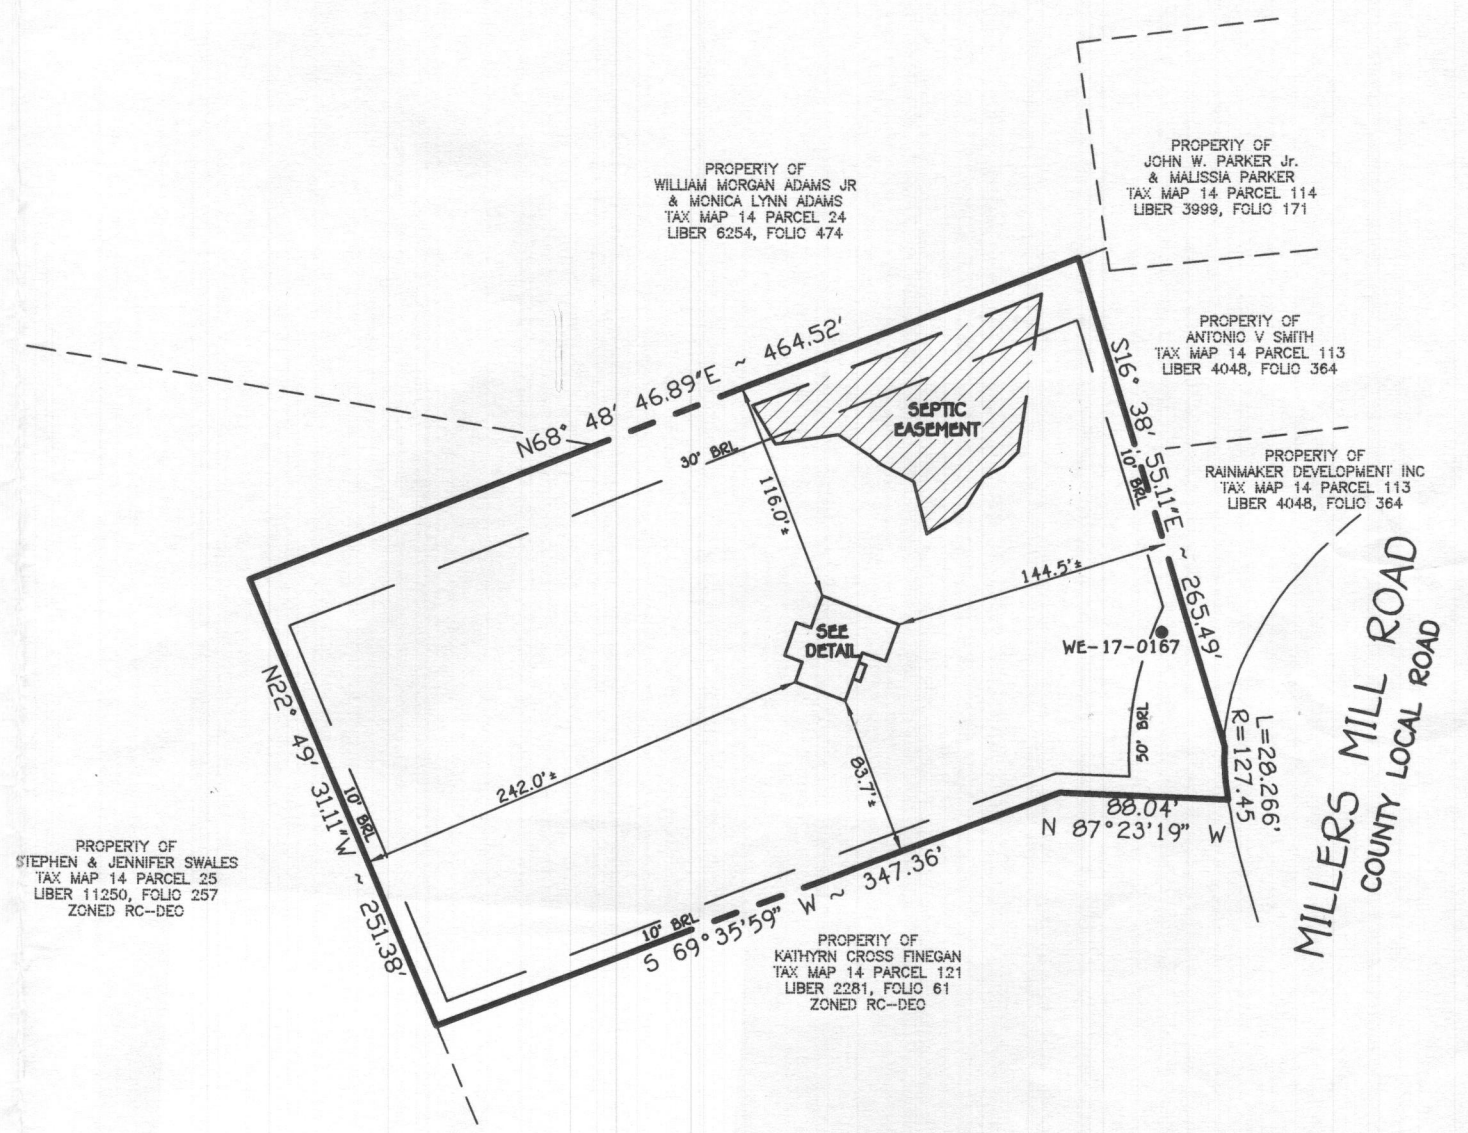 PROPERTY OF
JOHN W. PARKER Jr.
& MALISSIA PARKER
TAX MAP 14 PARCEL 114
LIBER 3999, FOLIO 171
PROPERTY OF
WILLIAM MORGAN ADAMS JR
& MONICA LYNN ADAMS
TAX MAP 14 PARCEL 24
LIBER 6254, FOLIO 474
PROPERTY OF
ANTONIO V SMITH
TAX MAP 14 PARCEL 113
LIBER 4048, FOLIO 364
N68° 48' 46.89"E ~ 464.52'
S16° 38' 55.11"E ~ 265.49'
SEPTIC
EASEMENT
30' BRL
10' BRL
PROPERTY OF
RAINMAKER DEVELOPMENT INC
TAX MAP 14 PARCEL 113
LIBER 4048, FOLIO 364
116.0'±
144.5'±
SEE
DETAIL
WE-17-0167
N22° 49' 31.11"W ~ 251.38'
10' BRL
242.0'±
83.7'±
50' BRL
L=28.266'
R=127.45
88.04'
N 87°23'19" W
MILLERS MILL ROAD
COUNTY LOCAL ROAD
PROPERTY OF
STEPHEN & JENNIFER SWALES
TAX MAP 14 PARCEL 25
LIBER 11250, FOLIO 257
ZONED RC-DEO
10' BRL
S 69°35'59" W ~ 347.36'
PROPERTY OF
KATHYRN CROSS FINEGAN
TAX MAP 14 PARCEL 121
LIBER 2281, FOLIO 61
ZONED RC-DEO